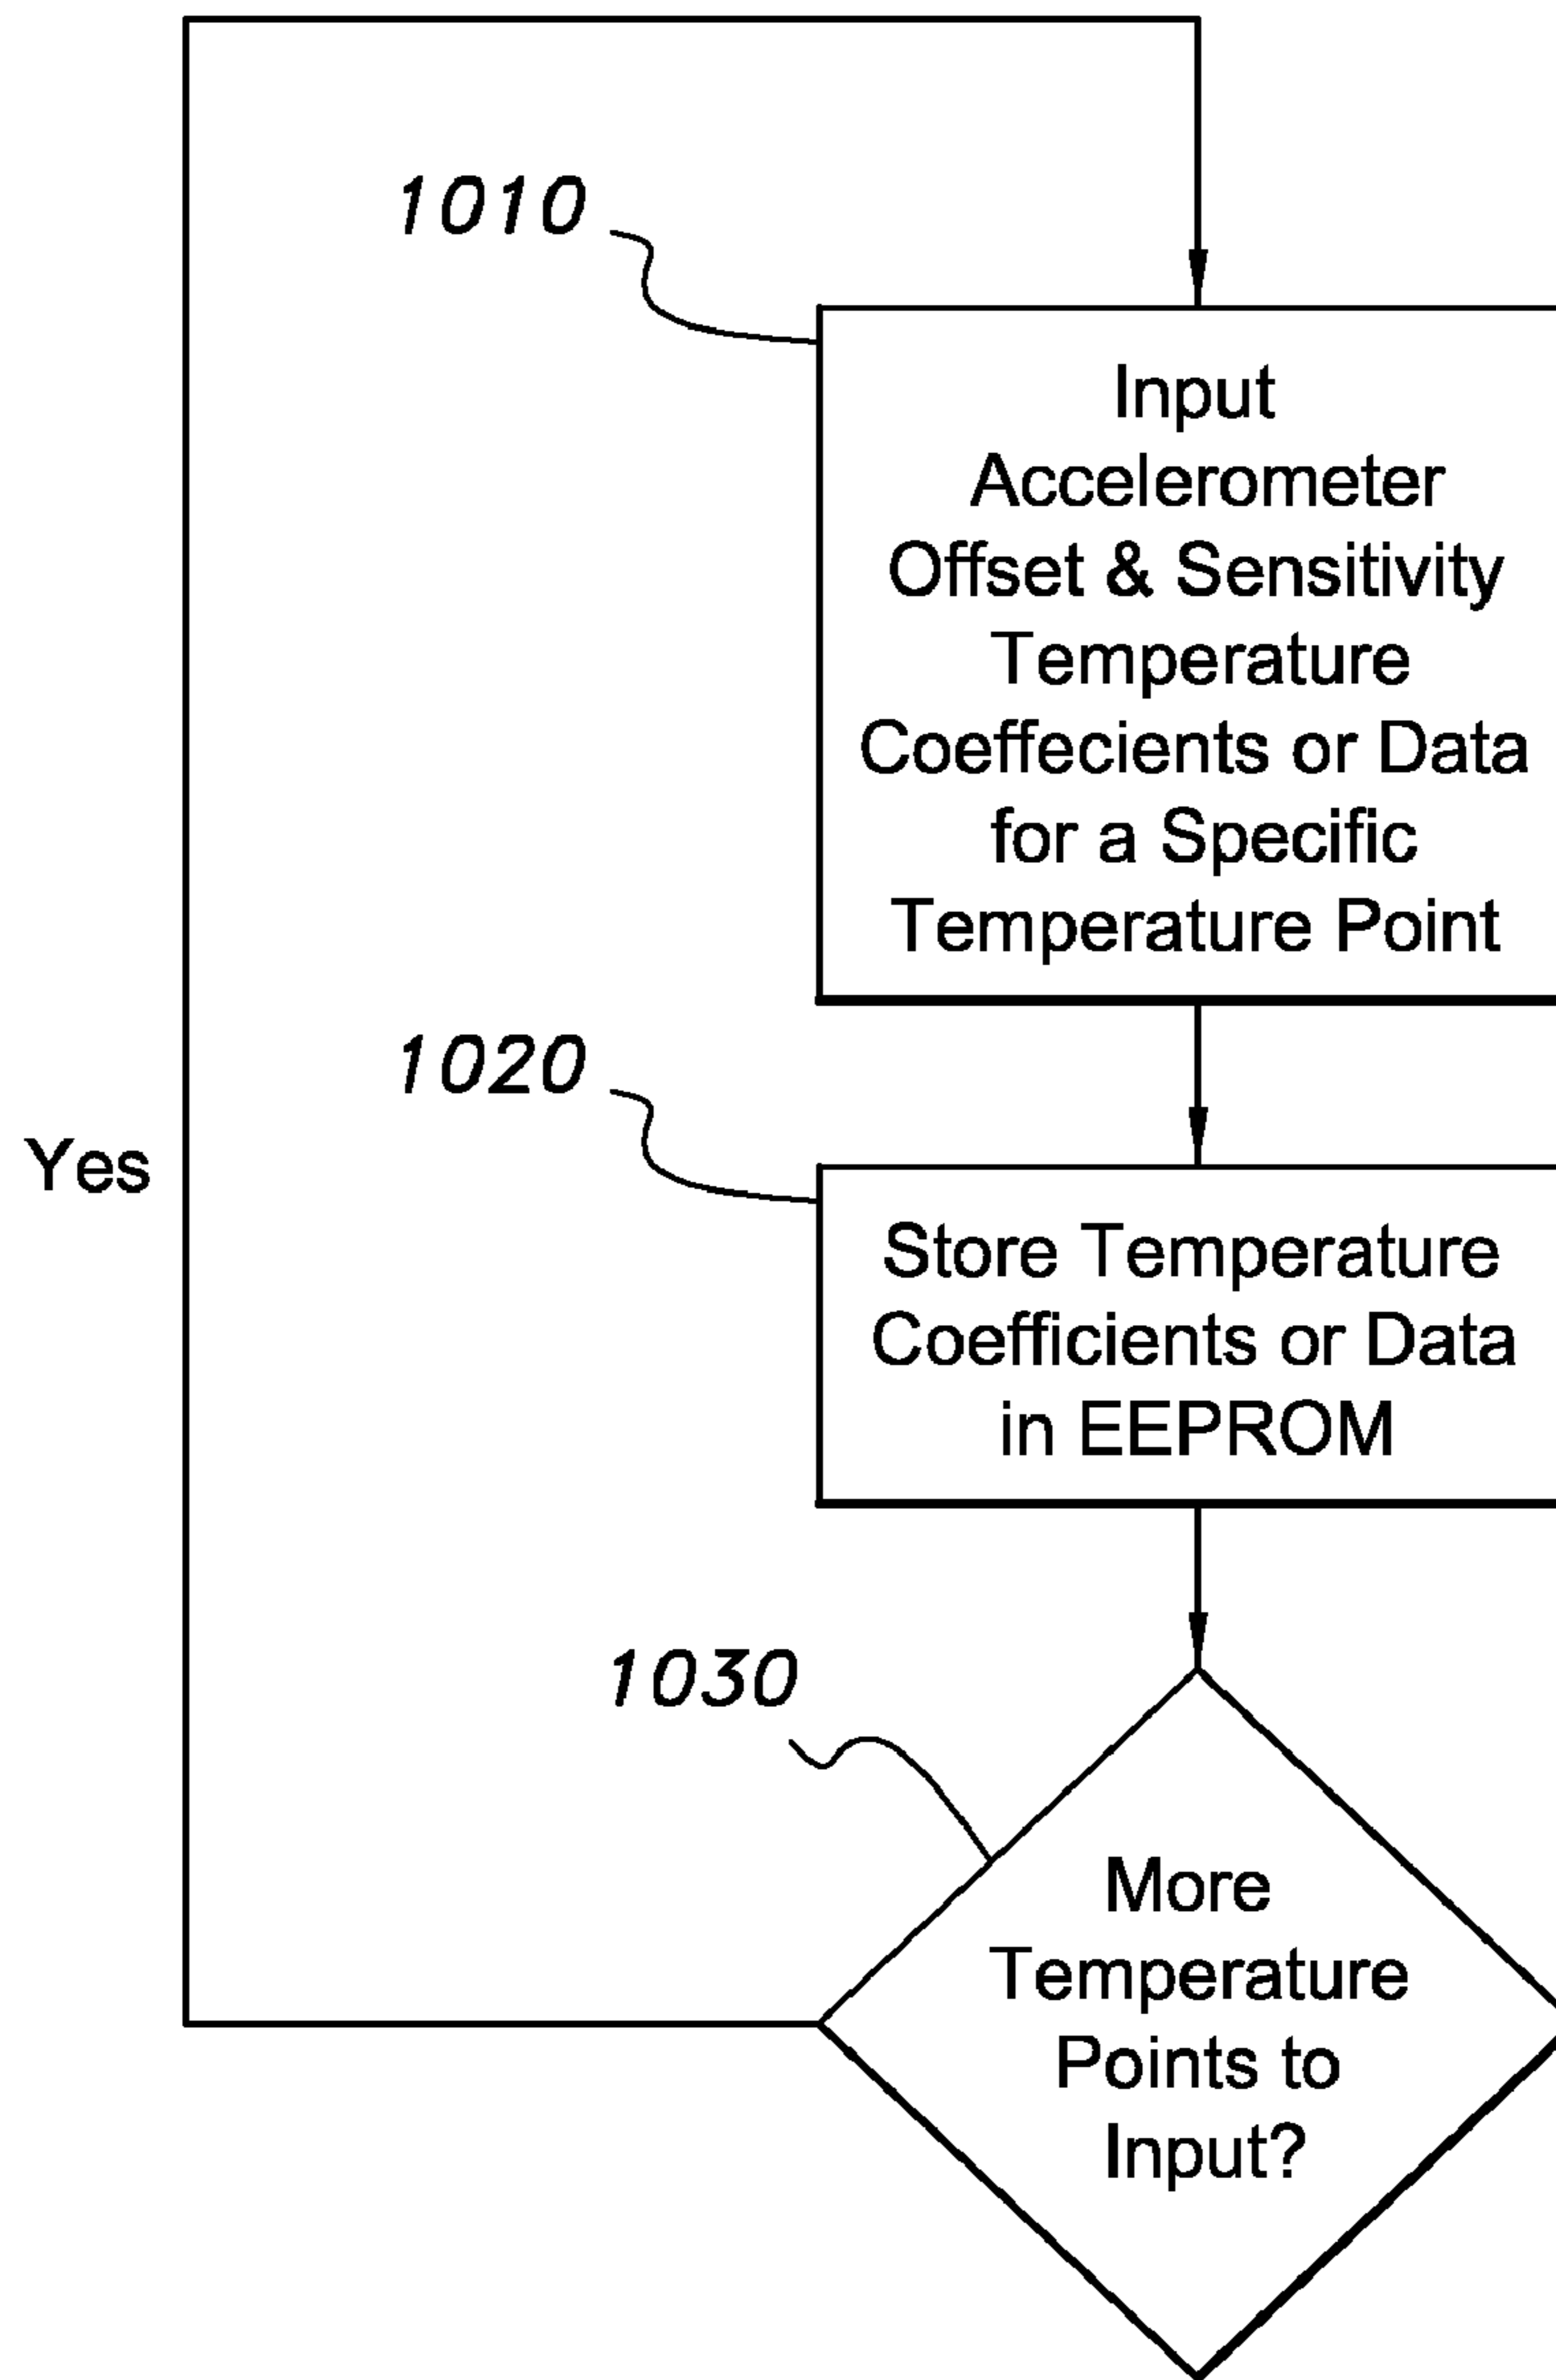 1010
Input
Accelerometer
Offset & Sensitivity
Temperature
Coeffecients or Data
for a Specific
Temperature Point
1020
Yes
Store Temperature
Coefficients or Data
in EEPROM
1030
More
Temperature
Points to
Input?